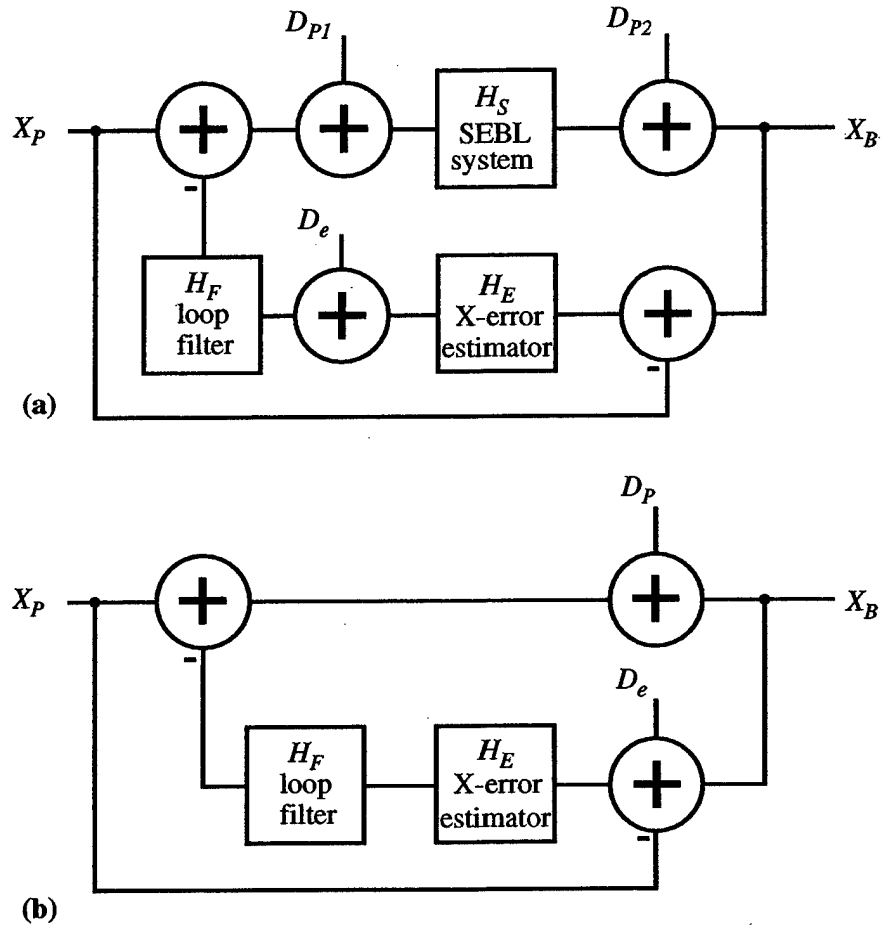 D_P1
D_P2
X_P
+
+
H_S
SEBL
system
+
X_B
-
D_e
H_F
loop
filter
+
H_E
X-error
estimator
+
-
(a)
D_P
X_P
+
+
X_B
-
D_e
H_F
loop
filter
H_E
X-error
estimator
+
-
(b)